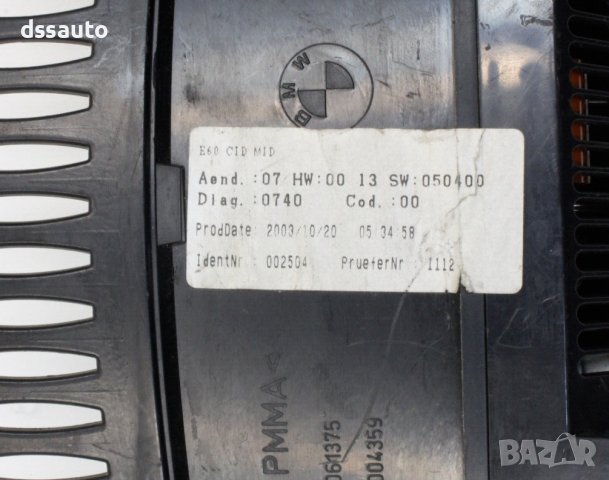 dssauto
BMW
E60 CID MID
Aend.:07 HW:00 13 SW:050400
Diag.:0740 Cod.:00
ProdDate: 2003/10/20 05:34:58
IdentNr.: 002504 PrueferNr.: 1112
>PMMA<
061375
004359
BAZAR